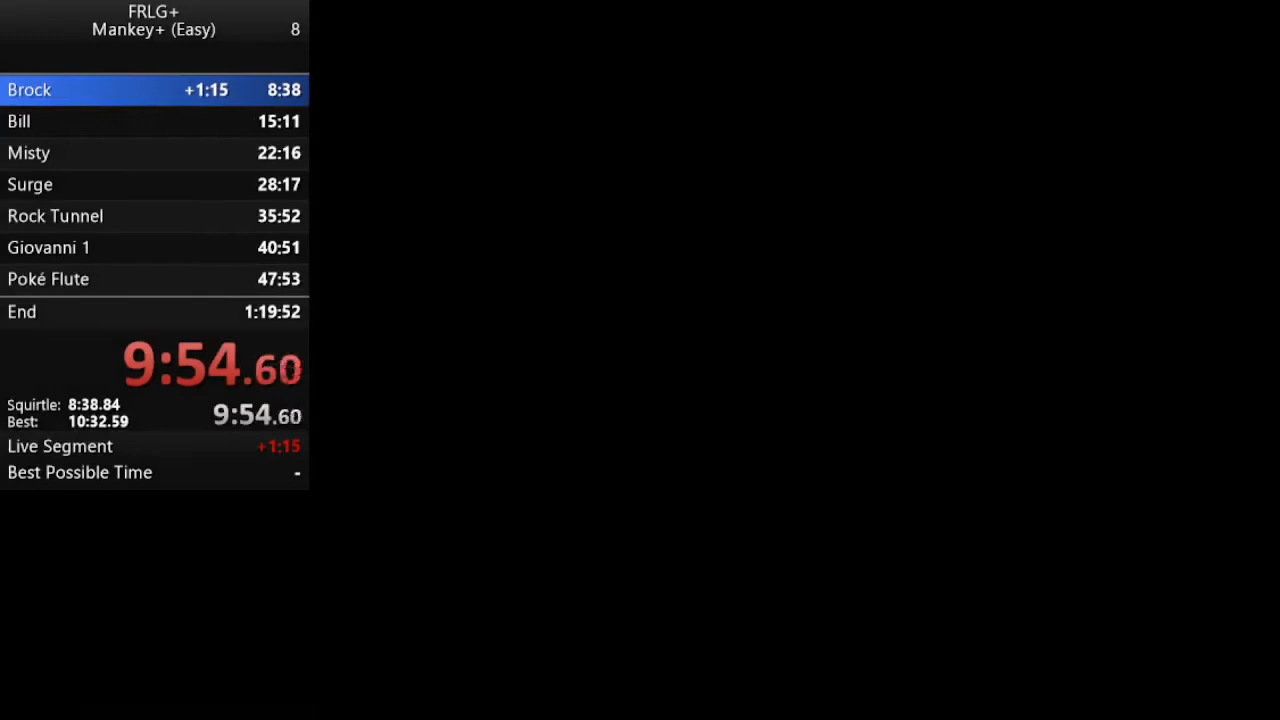 FRLG+
Mankey+ (Easy) 8
Brock +1:15 8:38
Bill 15:11
Misty 22:16
Surge 28:17
Rock Tunnel 35:52
Giovanni 1 40:51
Poké Flute 47:53
End 1:19:52
9:54.60
Squirtle: 8:38.84
Best: 10:32.59
9:54.60
Live Segment +1:15
Best Possible Time -